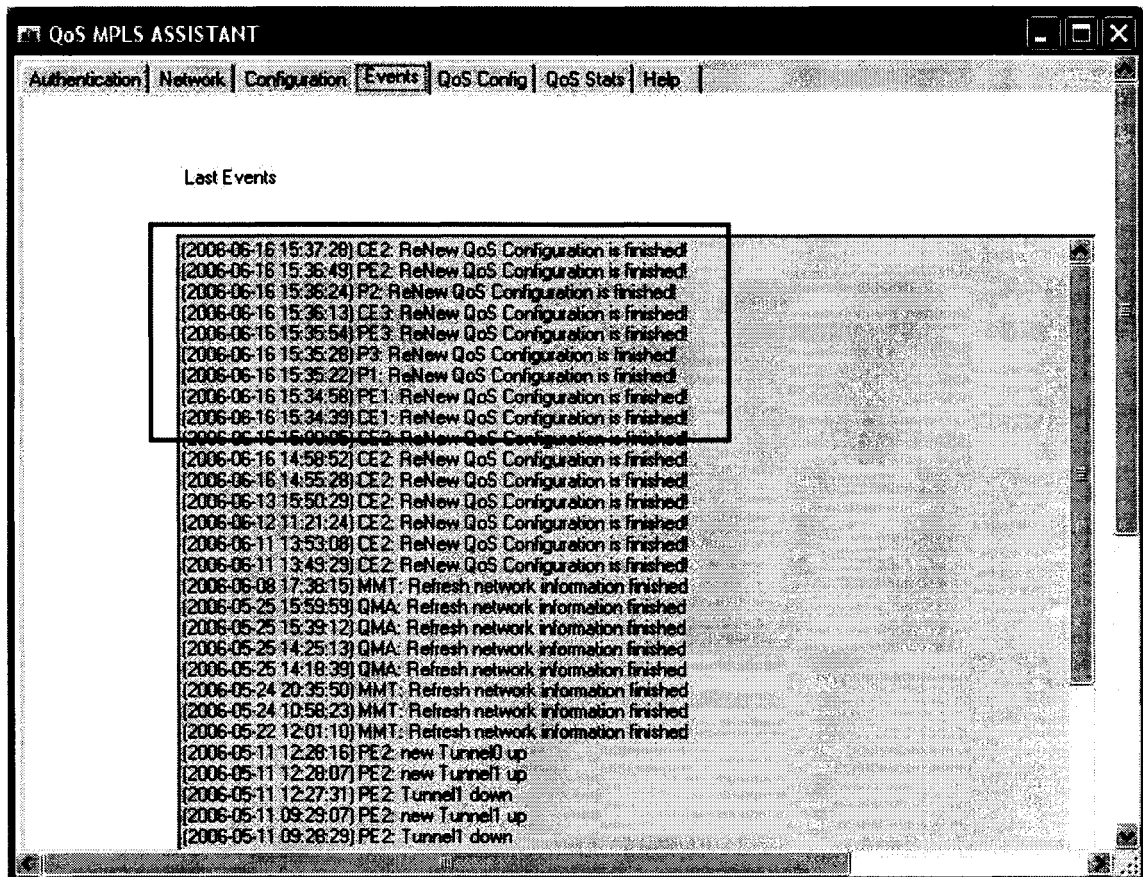 QoS MPLS ASSISTANT
Authentication Network Configuration Events QoS Config QoS Stats Help
Last Events
[2006-06-16 15:37:28] CE2: ReNew QoS Configuration is finished!
[2006-06-16 15:36:49] PE2: ReNew QoS Configuration is finished!
[2006-06-16 15:36:24] P2: ReNew QoS Configuration is finished!
[2006-06-16 15:36:13] CE3: ReNew QoS Configuration is finished!
[2006-06-16 15:35:54] PE3: ReNew QoS Configuration is finished!
[2006-06-16 15:35:28] P3: ReNew QoS Configuration is finished!
[2006-06-16 15:35:22] P1: ReNew QoS Configuration is finished!
[2006-06-16 15:34:58] PE1: ReNew QoS Configuration is finished!
[2006-06-16 15:34:39] CE1: ReNew QoS Configuration is finished!
ReNew QoS Configuration is finished!
[2006-06-16 14:58:52] CE2: ReNew QoS Configuration is finished!
[2006-06-16 14:55:28] CE2: ReNew QoS Configuration is finished!
[2006-06-13 15:50:29] CE2: ReNew QoS Configuration is finished!
[2006-06-12 11:21:24] CE2: ReNew QoS Configuration is finished!
[2006-06-11 13:53:08] CE2: ReNew QoS Configuration is finished!
[2006-06-11 13:49:29] CE2: ReNew QoS Configuration is finished!
[2006-06-08 17:38:15] MMT: Refresh network information finished
[2006-05-25 15:59:59] QMA: Refresh network information finished
[2006-05-25 15:39:12] QMA: Refresh network information finished
[2006-05-25 14:25:13] QMA: Refresh network information finished
[2006-05-25 14:18:39] QMA: Refresh network information finished
[2006-05-24 20:35:50] MMT: Refresh network information finished
[2006-05-24 10:58:23] MMT: Refresh network information finished
[2006-05-22 12:01:10] MMT: Refresh network information finished
[2006-05-11 12:28:16] PE2: new Tunnel0 up
[2006-05-11 12:28:07] PE2: new Tunnel1 up
[2006-05-11 12:27:31] PE2: Tunnel1 down
[2006-05-11 09:29:07] PE2: new Tunnel1 up
[2006-05-11 09:28:29] PE2: Tunnel1 down